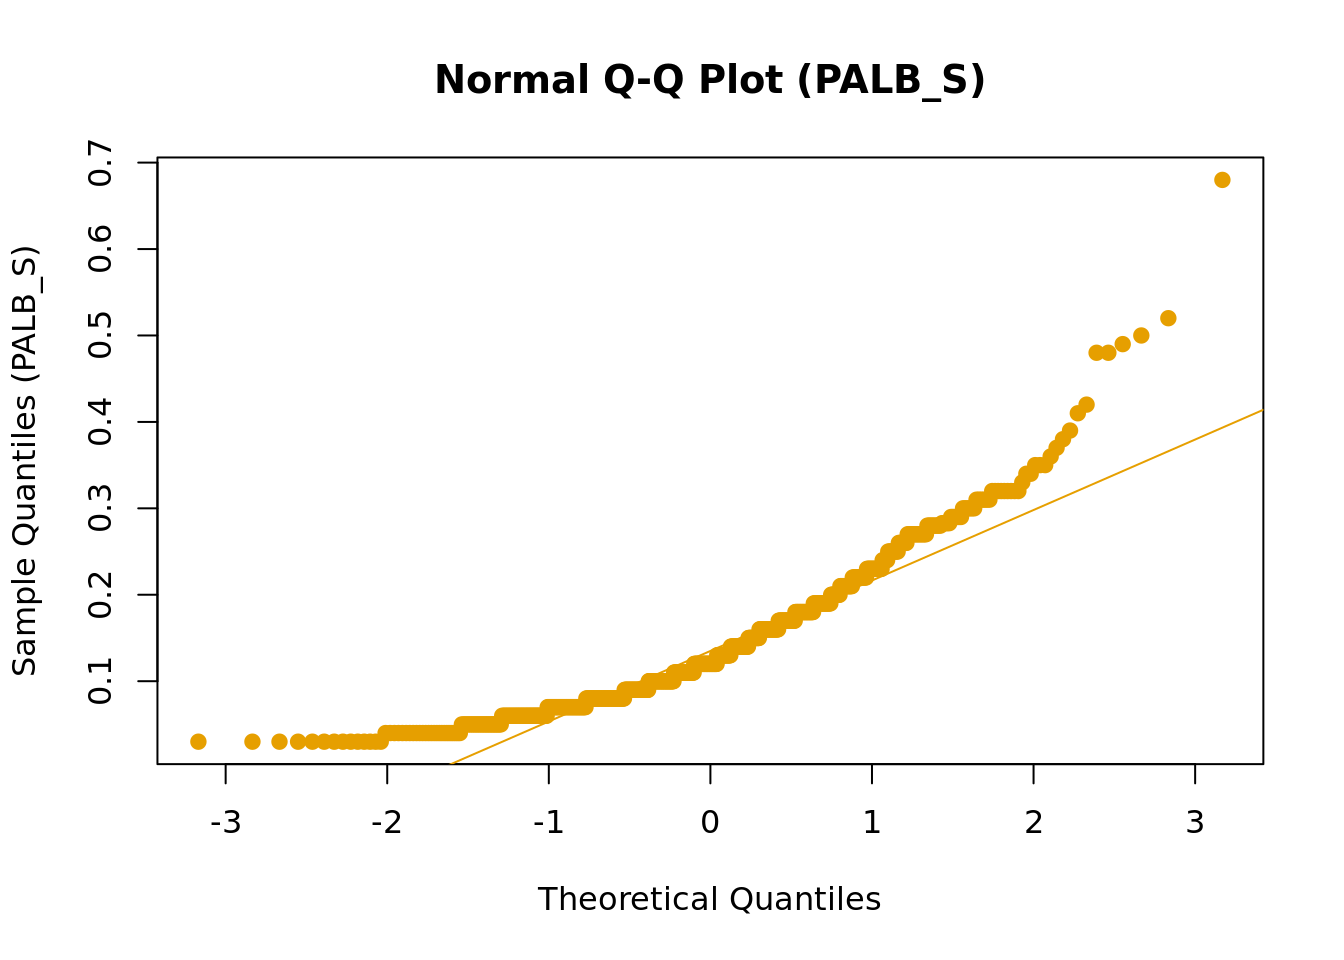 Normal Q-Q Plot (PALB_S)
Sample Quantiles (PALB_S)
0.7
0.6
0.5
0.4
0.3
0.2
0.1
-3 -2 -1 0 1 2 3
Theoretical Quantiles